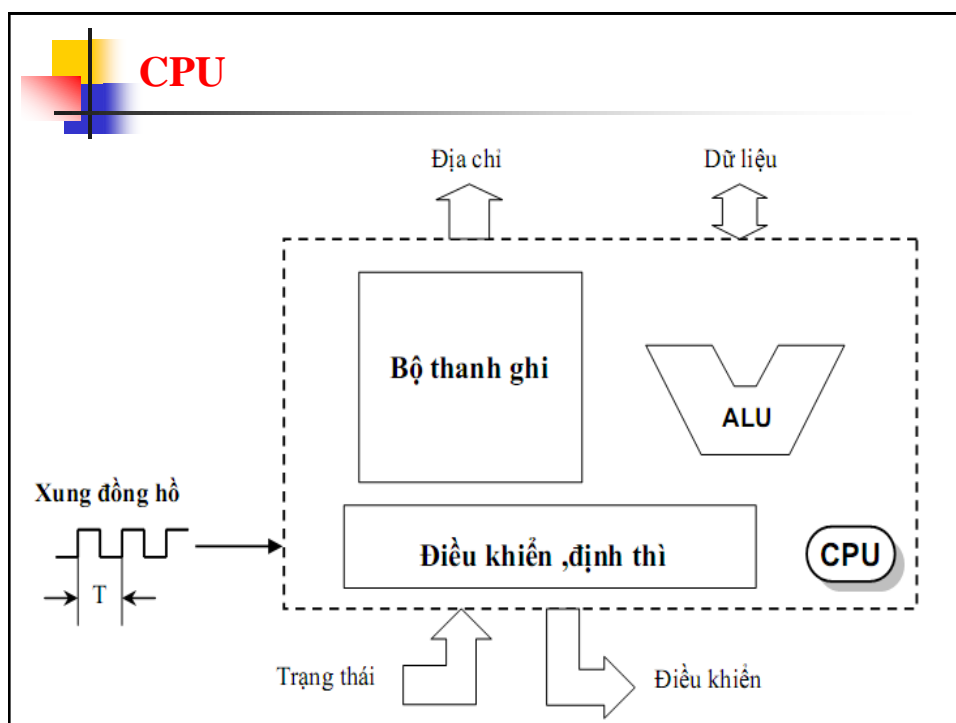 CPU
Địa chỉ
Dữ liệu
Bộ thanh ghi
ALU
Xung đồng hồ
T
Điều khiển ,định thì
CPU
Trạng thái
Điều khiển